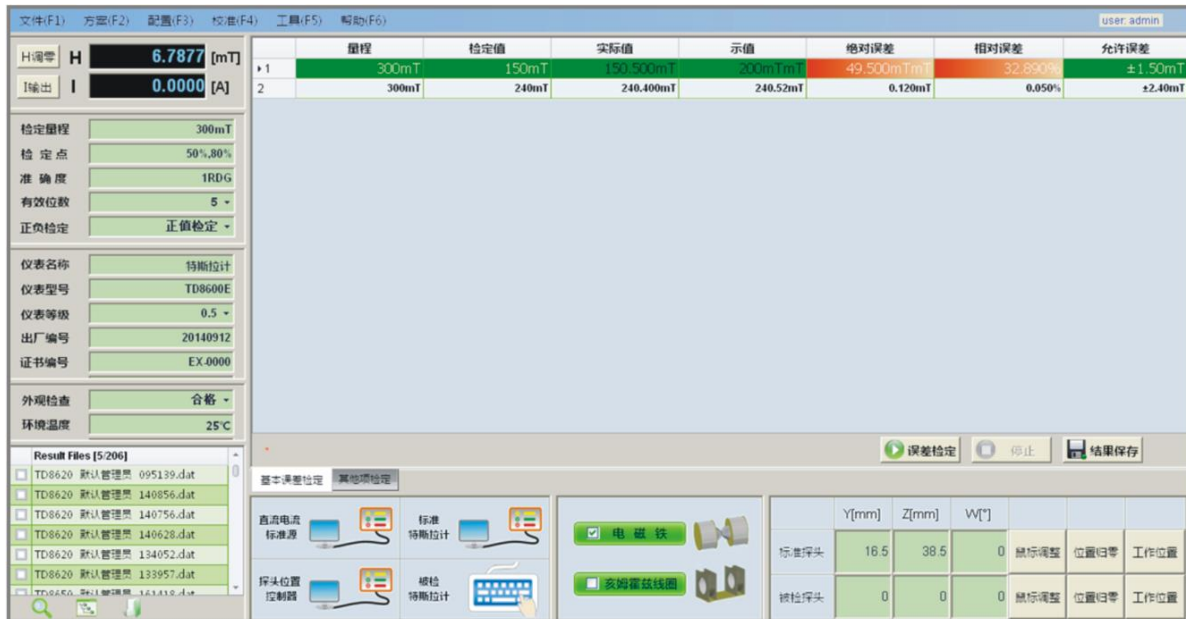 文件(F1) 方案(F2) 配置(F3) 校准(F4) 工具(F5) 帮助(F6) user: admin
H调零 H 6.7877 [mT]
I输出 I 0.0000 [A]
检定量程 300mT
检 定 点 50%,80%
准 确 度 1RDG
有效位数 5
正负检定 正值检定
仪表名称 特斯拉计
仪表型号 TD8600E
仪表等级 0.5
出厂编号 20140912
证书编号 EX-0000
外观检查 合格
环境温度 25℃
Result Files [5/206]
TD8620 默认管理员 095139.dat
TD8620 默认管理员 140856.dat
TD8620 默认管理员 140756.dat
TD8620 默认管理员 140628.dat
TD8620 默认管理员 134052.dat
TD8620 默认管理员 133957.dat
TD8650 默认管理员 161418.dat
量程 检定值 实际值 示值 绝对误差 相对误差 允许误差
1 300mT 150mT 150.500mT 200mTmT 49.500mTmT 32.890% ±1.50mT
2 300mT 240mT 240.400mT 240.52mT 0.120mT 0.050% ±2.40mT
误差检定 停止 结果保存
基本误差检定 其他项检定
直流电流
标准源
标准
特斯拉计
探头位置
控制器
被检
特斯拉计
电 磁 铁
亥姆霍兹线圈
Y[mm] Z[mm] W[°]
标准探头 16.5 38.5 0 鼠标调整 位置归零 工作位置
被检探头 0 0 0 鼠标调整 位置归零 工作位置